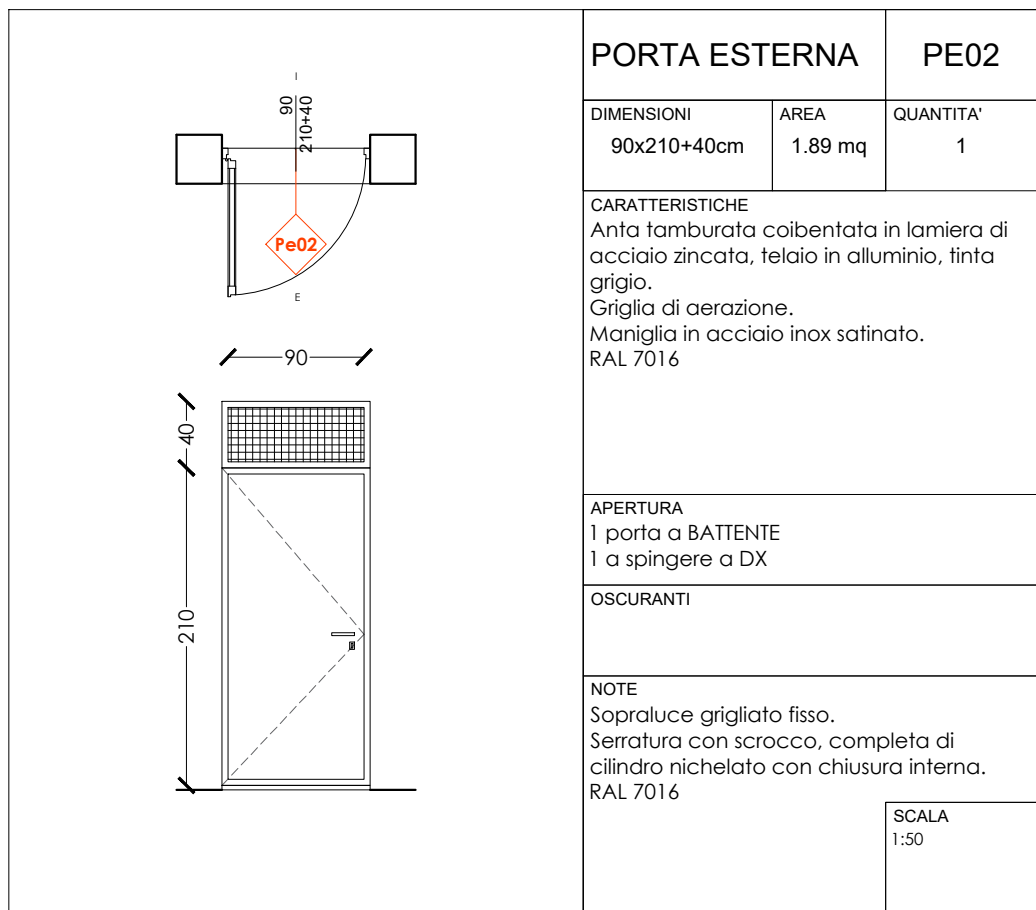 I
90
210+40
Pe02
E
90
40
210
PORTA ESTERNA
PE02
DIMENSIONI
90x210+40cm
AREA
1.89 mq
QUANTITA'
1
CARATTERISTICHE
Anta tamburata coibentata in lamiera di
acciaio zincata, telaio in alluminio, tinta
grigio.
Griglia di aerazione.
Maniglia in acciaio inox satinato.
RAL 7016
APERTURA
1 porta a BATTENTE
1 a spingere a DX
OSCURANTI
NOTE
Sopraluce grigliato fisso.
Serratura con scrocco, completa di
cilindro nichelato con chiusura interna.
RAL 7016
SCALA
1:50